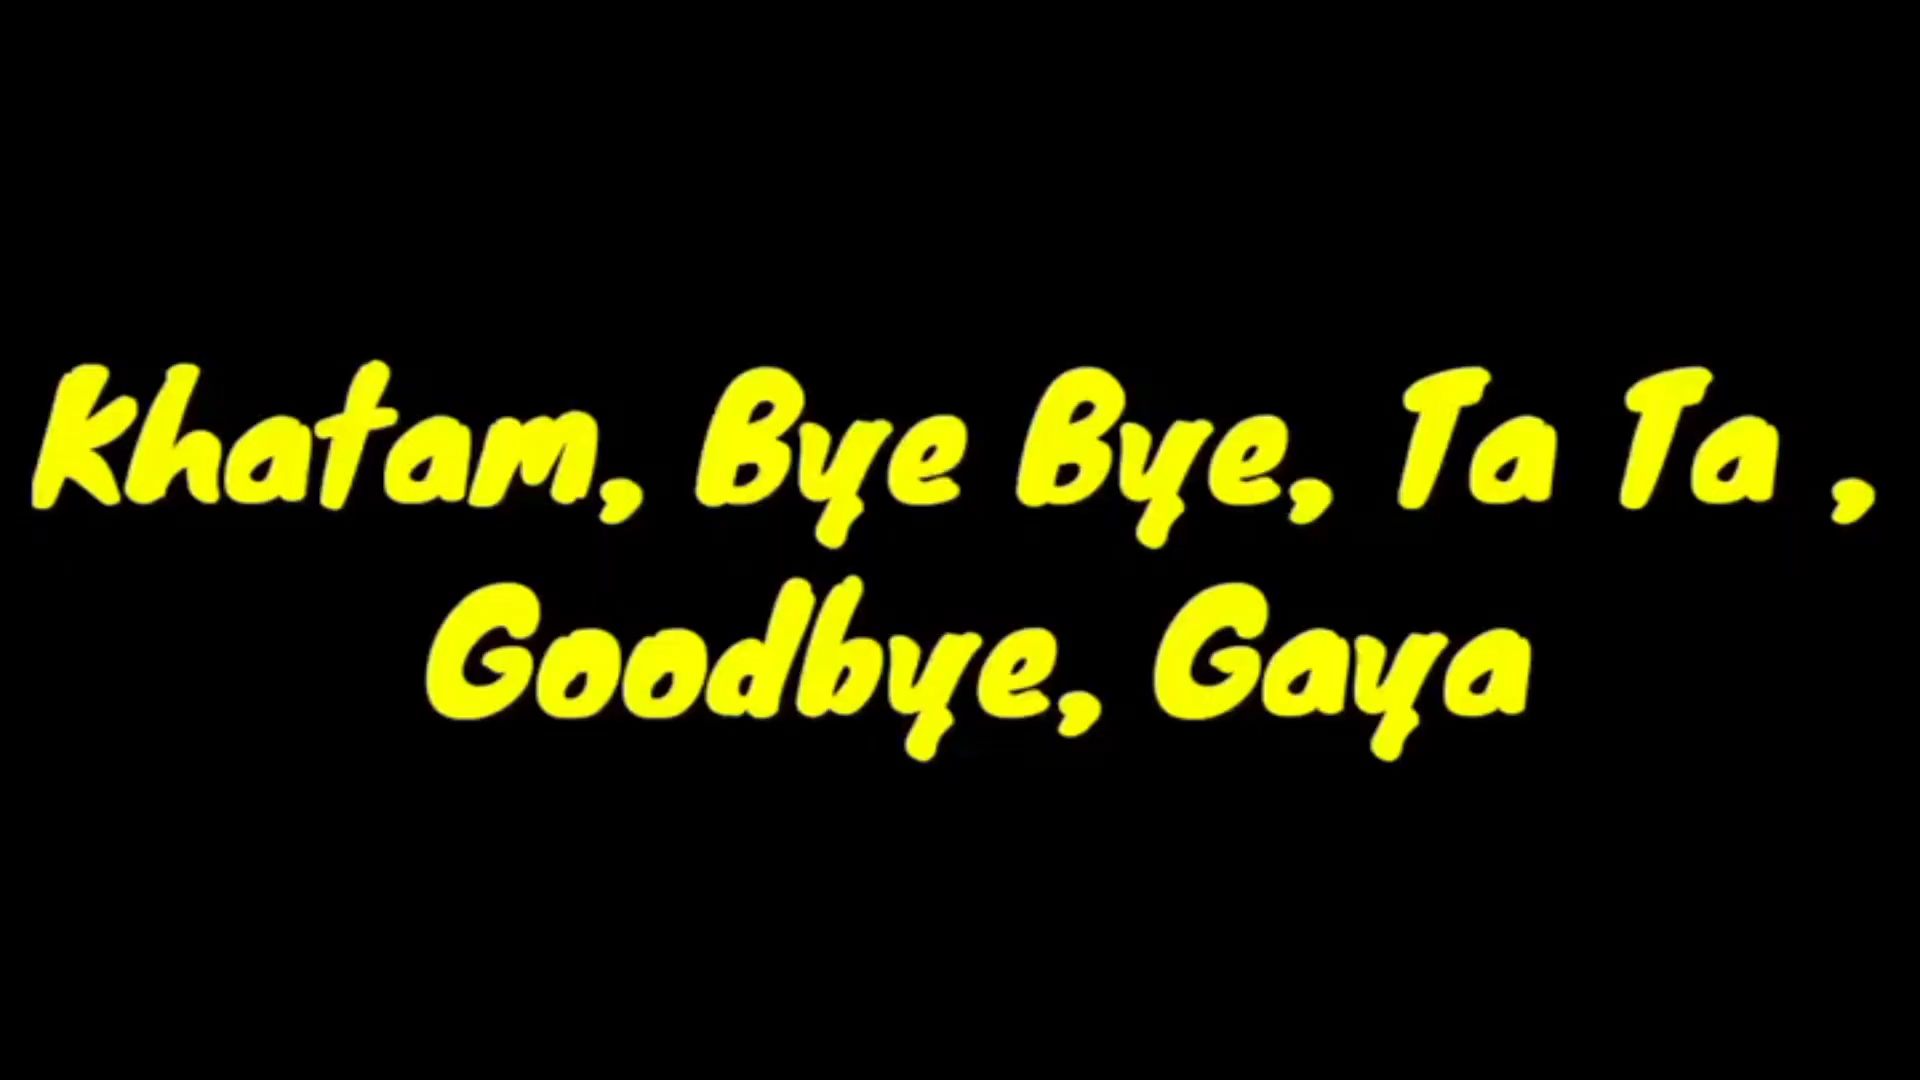 Khatam, Bye Bye, Ta Ta ,
Goodbye, Gaya